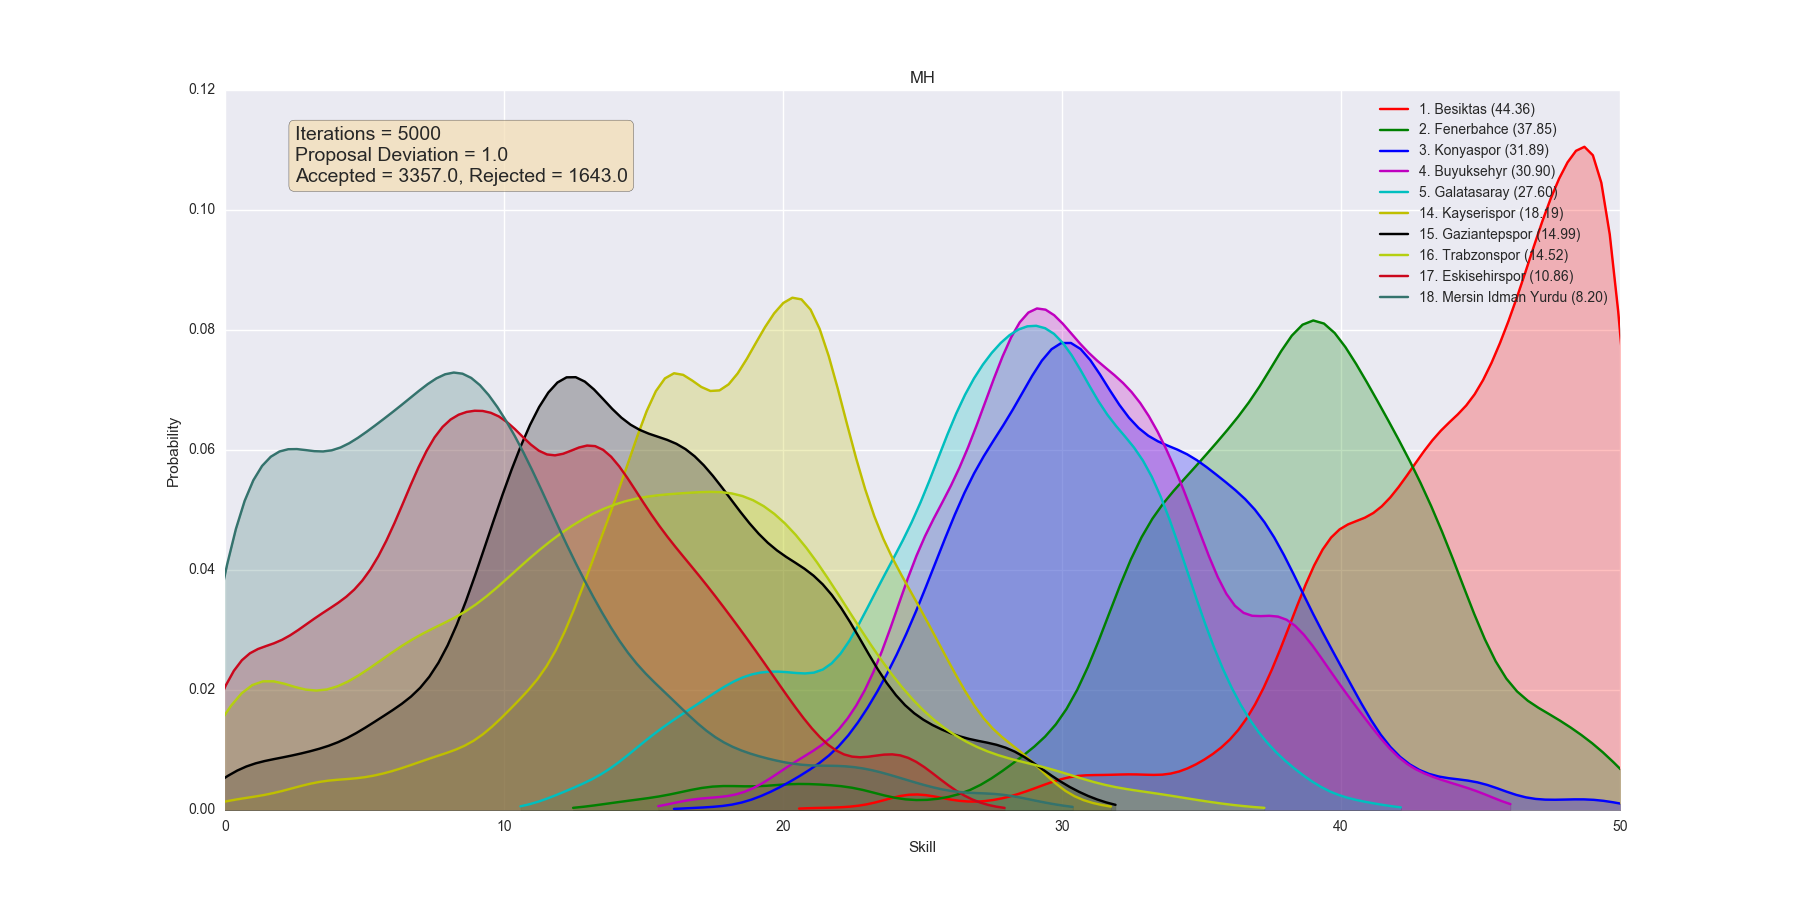 MH
0.12
0.10
0.08
0.06
0.04
0.02
0.00
Probability
Iterations = 5000
Proposal Deviation = 1.0
Accepted = 3357.0, Rejected = 1643.0
1. Besiktas (44.36)
2. Fenerbahce (37.85)
3. Konyaspor (31.89)
4. Buyuksehyr (30.90)
5. Galatasaray (27.60)
14. Kayserispor (18.19)
15. Gaziantepspor (14.99)
16. Trabzonspor (14.52)
17. Eskisehirspor (10.86)
18. Mersin Idman Yurdu (8.20)
0 10 20 30 40 50
Skill